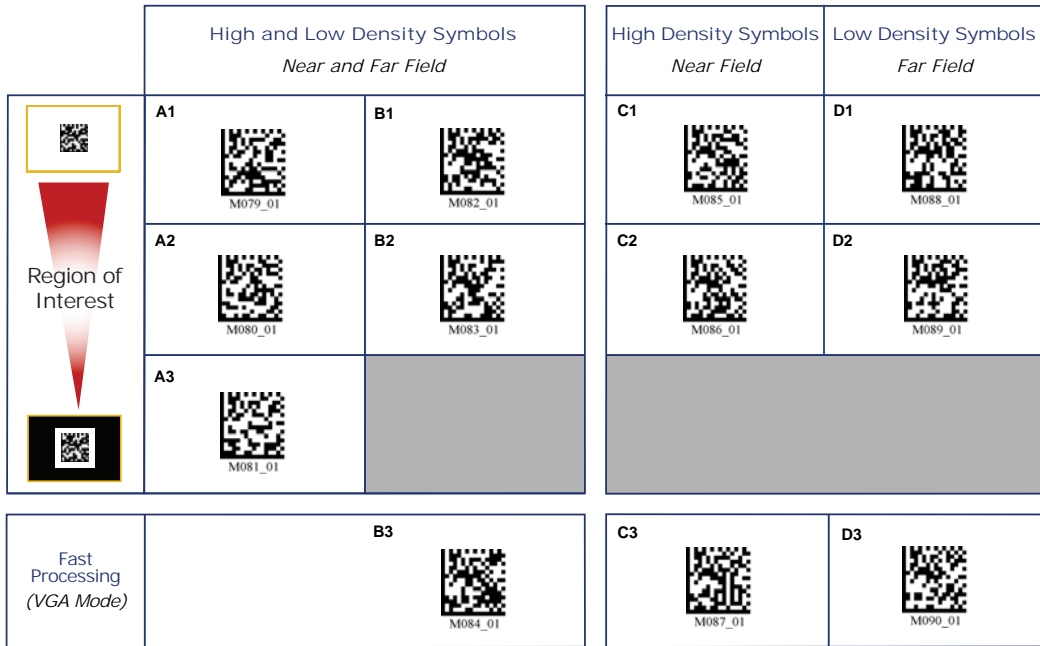 High and Low Density Symbols
Near and Far Field
High Density Symbols
Near Field
Low Density Symbols
Far Field
Region of
Interest
A1
M079_01
B1
M082_01
C1
M085_01
D1
M088_01
A2
M080_01
B2
M083_01
C2
M086_01
D2
M089_01
A3
M081_01
Fast
Processing
(VGA Mode)
B3
M084_01
C3
M087_01
D3
M090_01